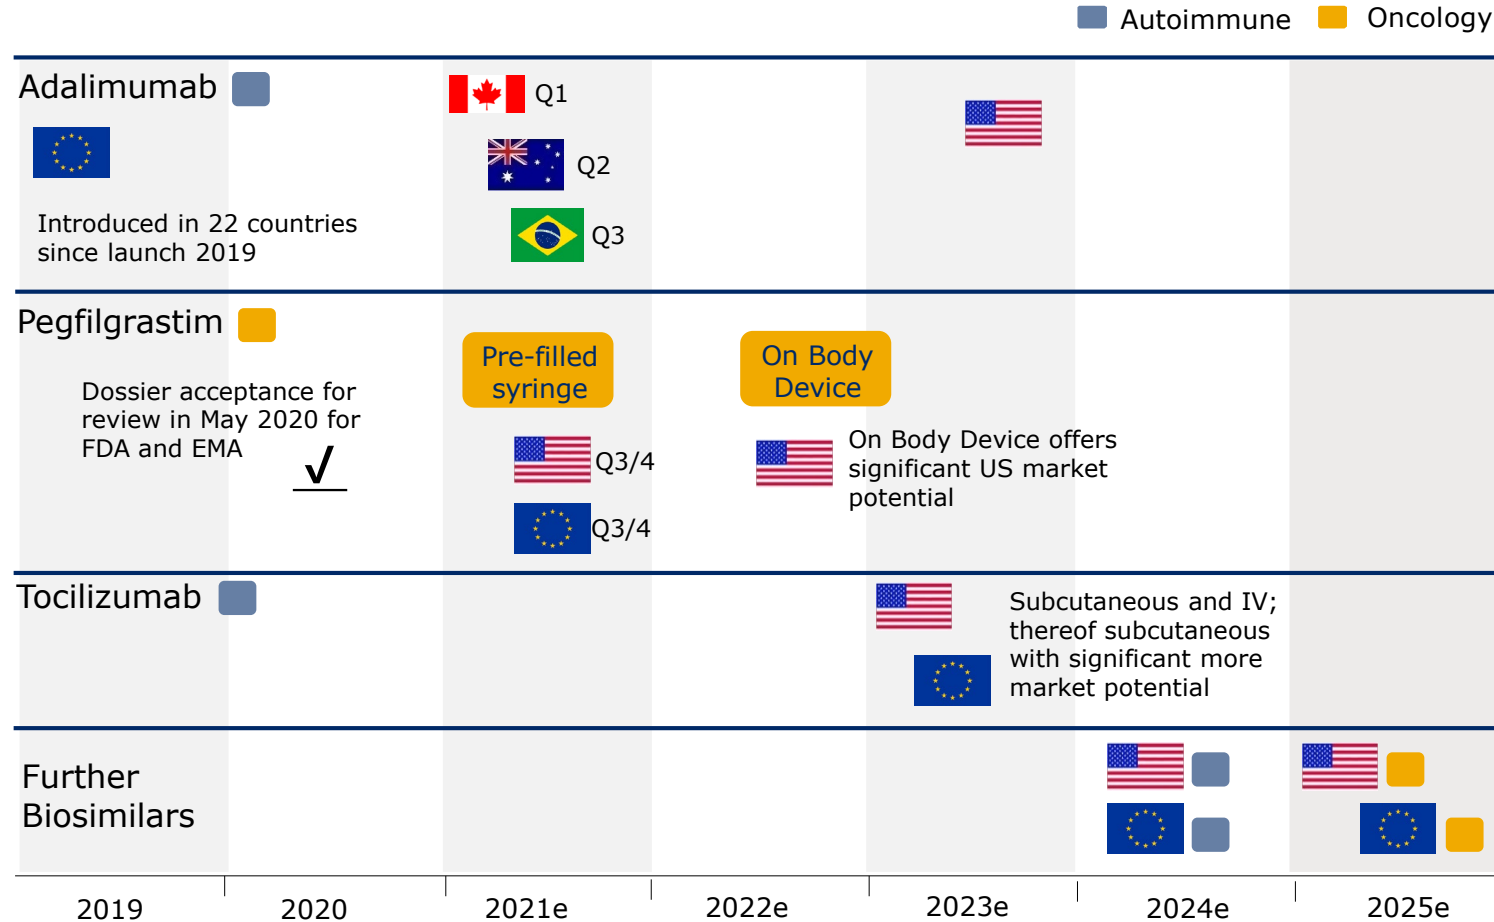 Autoimmune
Oncology
Adalimumab
Q1
Q2
Introduced in 22 countries
since launch 2019
Q3
Pegfilgrastim
Dossier acceptance for
review in May 2020 for
FDA and EMA
√
Pre-filled
syringe
Q3/4
Q3/4
On Body
Device
On Body Device offers
significant US market
potential
Tocilizumab
Subcutaneous and IV;
thereof subcutaneous
with significant more
market potential
Further
Biosimilars
2019
2020
2021e
2022e
2023e
2024e
2025e